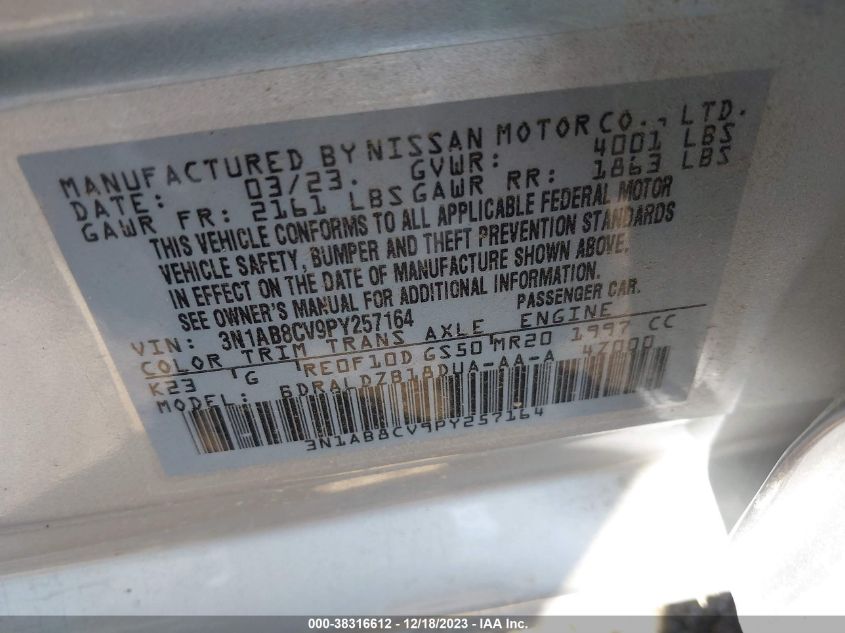 MANUFACTURED BY NISSAN MOTOR CO., LTD.
DATE: 03/23. GVWR: 4001 LBS
GAWR FR: 2161 LBS GAWR RR: 1863 LBS
THIS VEHICLE CONFORMS TO ALL APPLICABLE FEDERAL MOTOR
VEHICLE SAFETY, BUMPER AND THEFT PREVENTION STANDARDS
IN EFFECT ON THE DATE OF MANUFACTURE SHOWN ABOVE.
SEE OWNER'S MANUAL FOR ADDITIONAL INFORMATION.
PASSENGER CAR.
VIN: 3N1AB8CV9PY257164
COLOR TRIM TRANS AXLE ENGINE
K23 'G 'RE0F10D GS50 MR20 1997 CC
MODEL: BDRALDZB18DUA-AA-A 47000
3N1AB8CV9PY257164
000-38316612 - 12/18/2023 - IAA Inc.